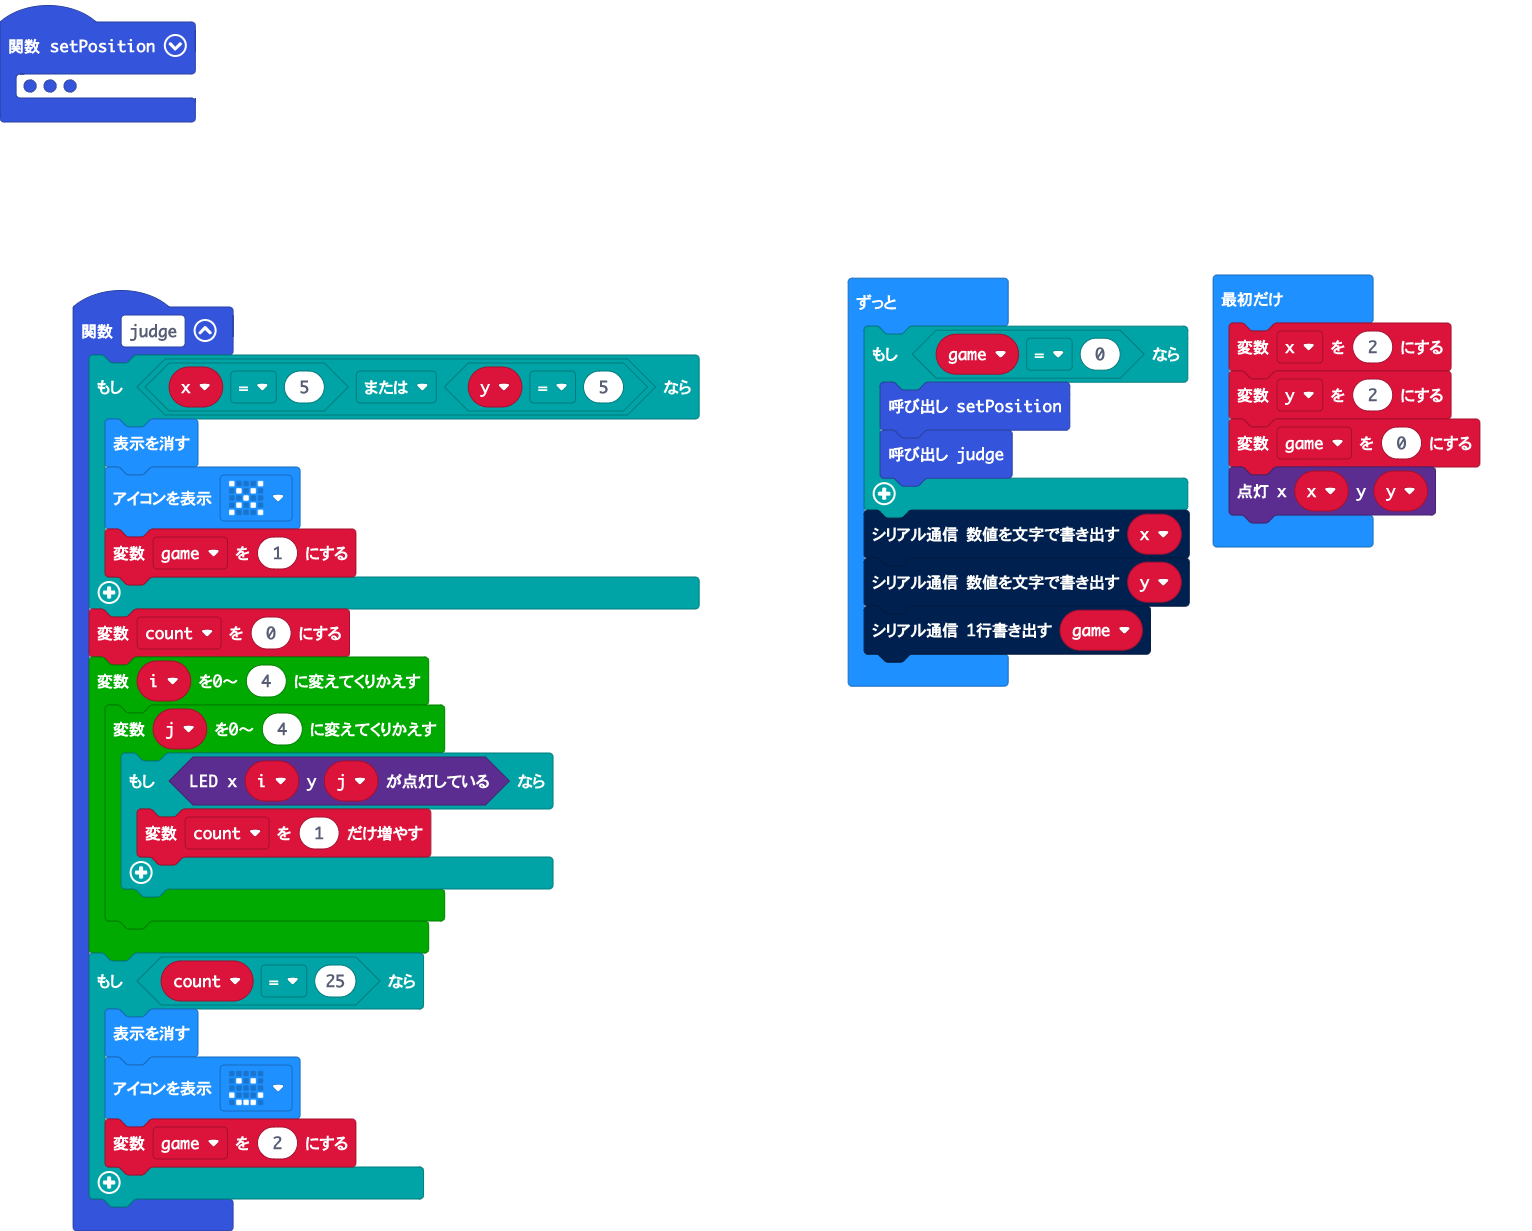 関数 setPosition
関数 judge
もし x = 5 または y = 5 なら
表示を消す
アイコンを表示
変数 game を 1 にする
変数 count を 0 にする
変数 i を0～ 4 に変えてくりかえす
変数 j を0～ 4 に変えてくりかえす
もし LED x i y j が点灯している なら
変数 count を 1 だけ増やす
もし count = 25 なら
表示を消す
アイコンを表示
変数 game を 2 にする
ずっと
もし game = 0 なら
呼び出し setPosition
呼び出し judge
シリアル通信 数値を文字で書き出す x
シリアル通信 数値を文字で書き出す y
シリアル通信 1行書き出す game
最初だけ
変数 x を 2 にする
変数 y を 2 にする
変数 game を 0 にする
点灯 x x y y